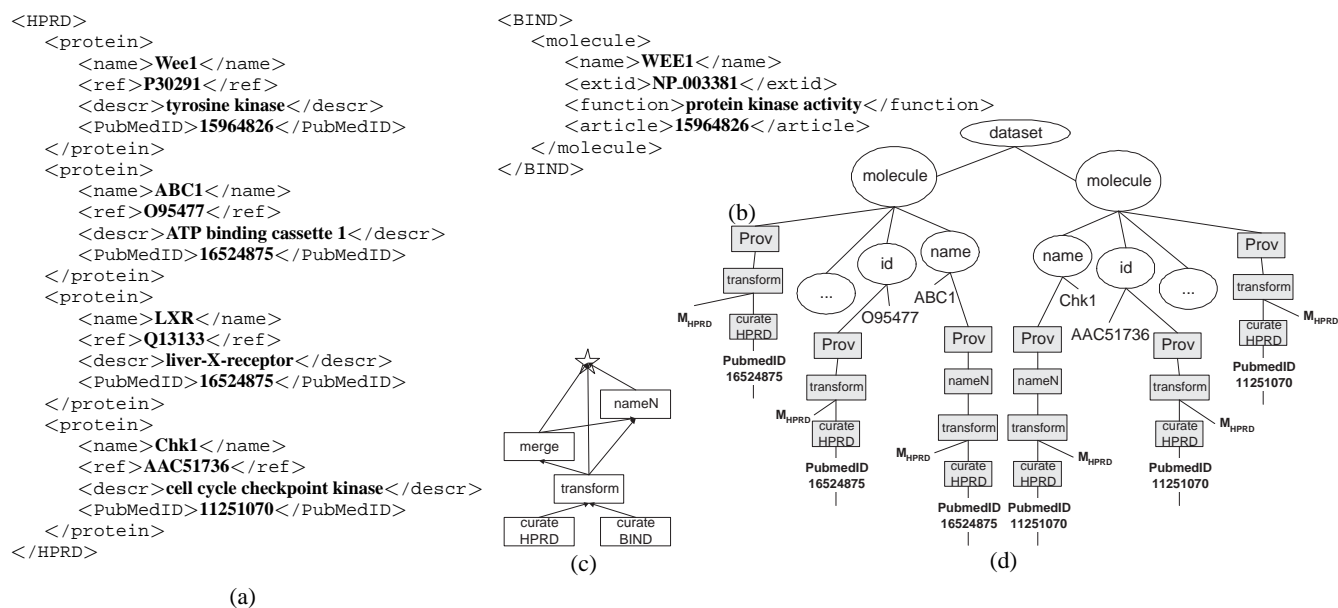 <HPRD>
<protein>
<name>Wee1</name>
<ref>P30291</ref>
<descr>tyrosine kinase</descr>
<PubMedID>15964826</PubMedID>
</protein>
<protein>
<name>ABC1</name>
<ref>O95477</ref>
<descr>ATP binding cassette 1</descr>
<PubMedID>16524875</PubMedID>
</protein>
<protein>
<name>LXR</name>
<ref>Q13133</ref>
<descr>liver-X-receptor</descr>
<PubMedID>16524875</PubMedID>
</protein>
<protein>
<name>Chk1</name>
<ref>AAC51736</ref>
<descr>cell cycle checkpoint kinase</descr>
<PubMedID>11251070</PubMedID>
</protein>
</HPRD>
(a)
<BIND>
<molecule>
<name>WEE1</name>
<extid>NP_003381</extid>
<function>protein kinase activity</function>
<article>15964826</article>
</molecule>
</BIND>
(b)
nameN
merge
transform
curate
HPRD
curate
BIND
(c)
dataset
molecule
molecule
Prov
transform
M_HPRD
curate
HPRD
PubmedID
16524875
...
id
O95477
Prov
transform
M_HPRD
curate
HPRD
PubmedID
16524875
name
ABC1
Prov
nameN
transform
M_HPRD
curate
HPRD
PubmedID
16524875
name
Chk1
Prov
nameN
transform
M_HPRD
curate
HPRD
PubmedID
11251070
id
AAC51736
Prov
transform
M_HPRD
curate
HPRD
PubmedID
11251070
...
Prov
transform
M_HPRD
curate
HPRD
PubmedID
11251070
(d)